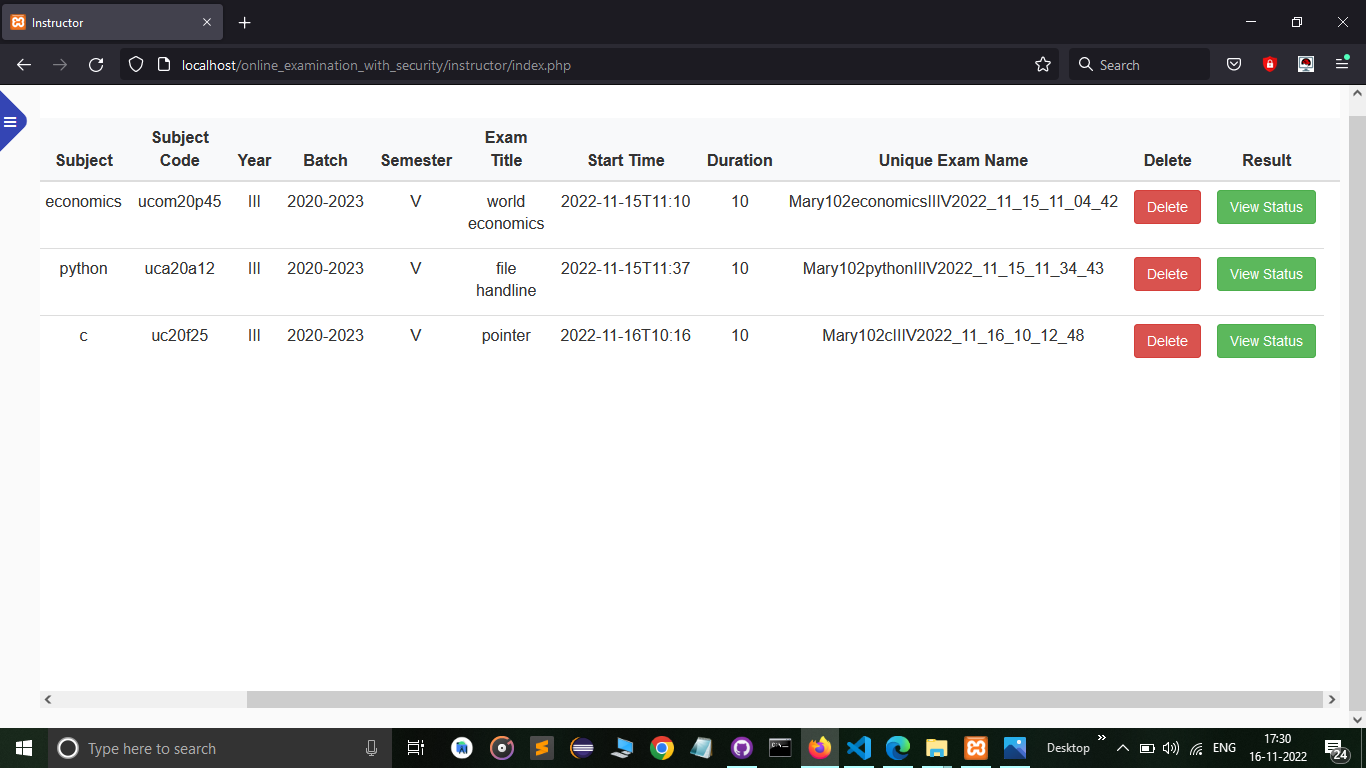 Instructor
localhost/online_examination_with_security/instructor/index.php
Search
Subject Subject Code Year Batch Semester Exam Title Start Time Duration Unique Exam Name Delete Result
economics ucom20p45 III 2020-2023 V world economics 2022-11-15T11:10 10 Mary102economicsIIIV2022_11_15_11_04_42 Delete View Status
python uca20a12 III 2020-2023 V file handline 2022-11-15T11:37 10 Mary102pythonIIIV2022_11_15_11_34_43 Delete View Status
c uc20f25 III 2020-2023 V pointer 2022-11-16T10:16 10 Mary102cIIIV2022_11_16_10_12_48 Delete View Status
Type here to search
Desktop
ENG
17:30
16-11-2022
24